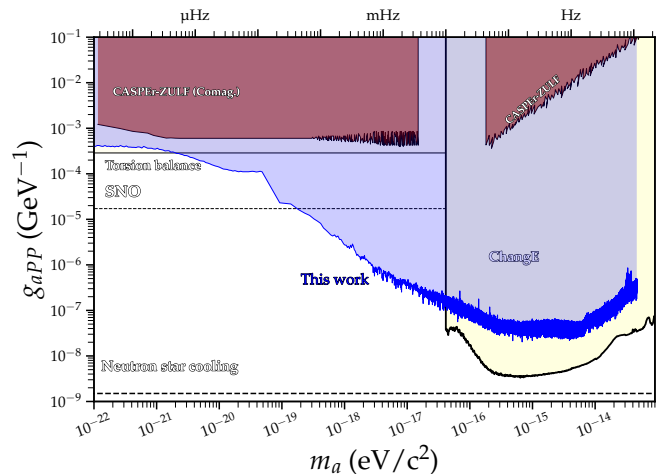 μHz mHz Hz
10⁻¹
10⁻²
10⁻³
10⁻⁴
10⁻⁵
10⁻⁶
10⁻⁷
10⁻⁸
10⁻⁹
g_aPP (GeV⁻¹)
CASPEr-ZULF (Comag.)
CASPEr-ZULF
Torsion balance
SNO
ChangE
This work
Neutron star cooling
10⁻²² 10⁻²¹ 10⁻²⁰ 10⁻¹⁹ 10⁻¹⁸ 10⁻¹⁷ 10⁻¹⁶ 10⁻¹⁵ 10⁻¹⁴
m_a (eV/c²)